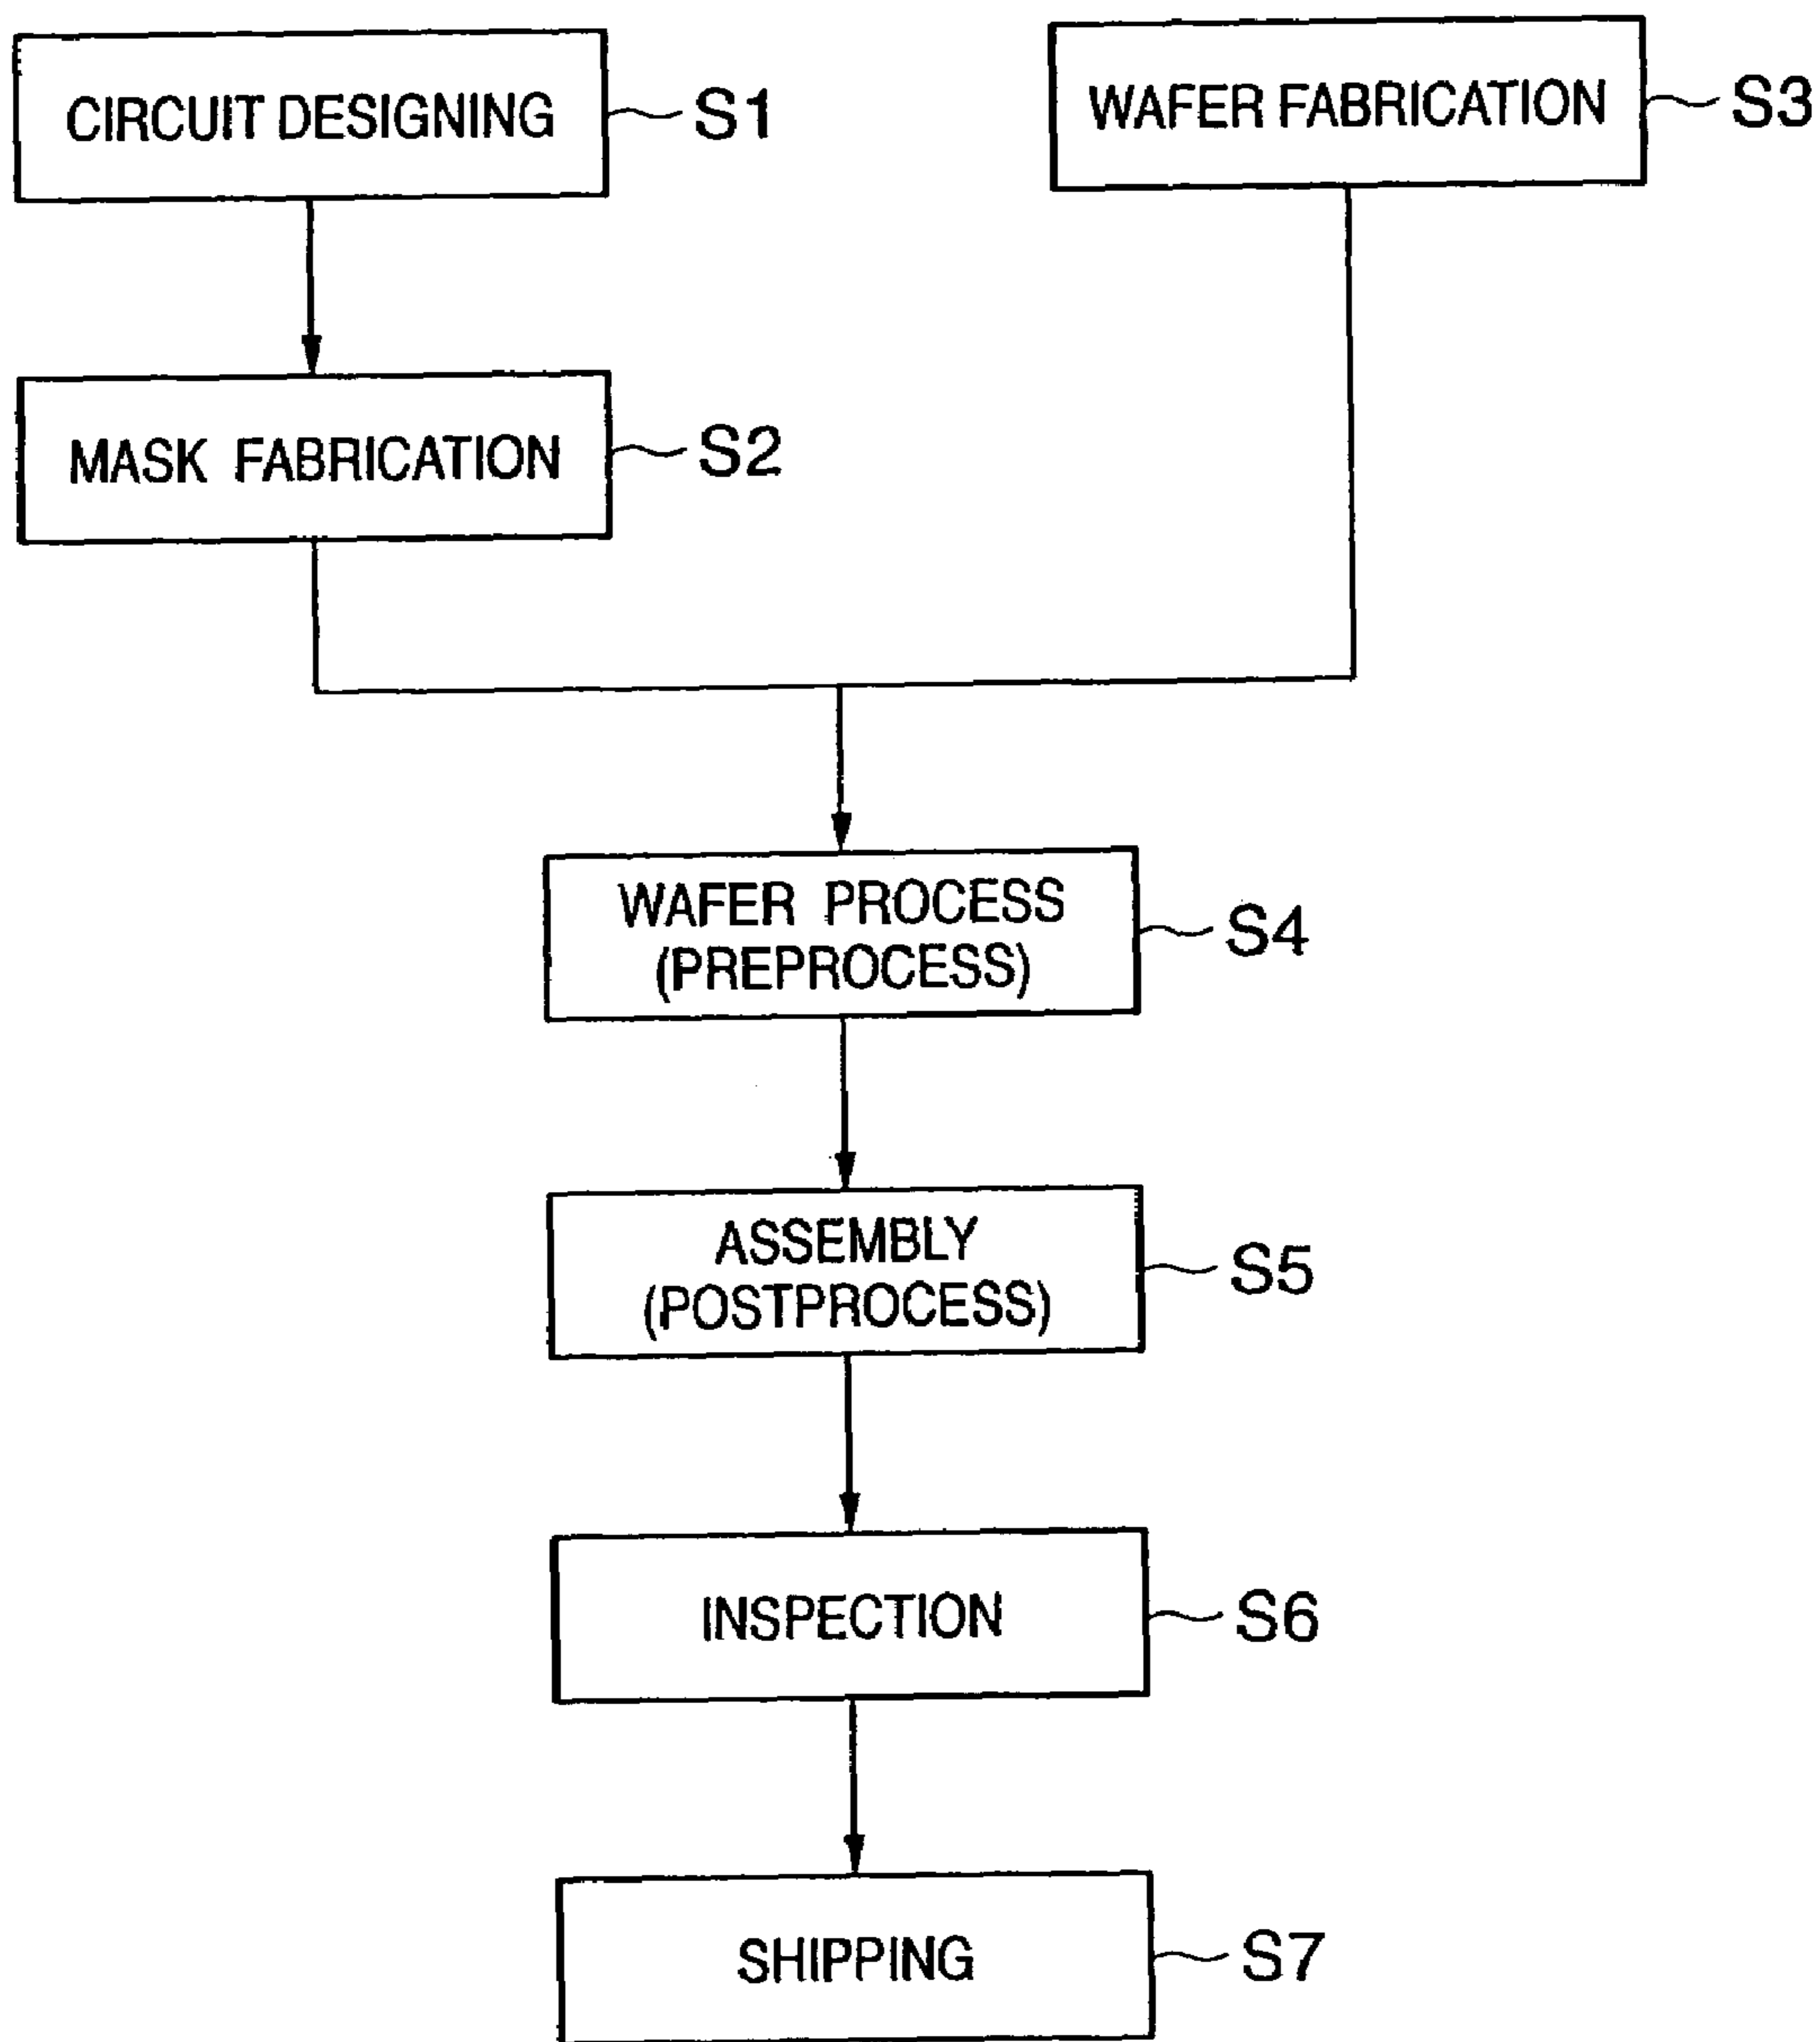 CIRCUIT DESIGNING
S1
WAFER FABRICATION
S3
MASK FABRICATION
S2
WAFER PROCESS
(PREPROCESS)
S4
ASSEMBLY
(POSTPROCESS)
S5
INSPECTION
S6
SHIPPING
S7